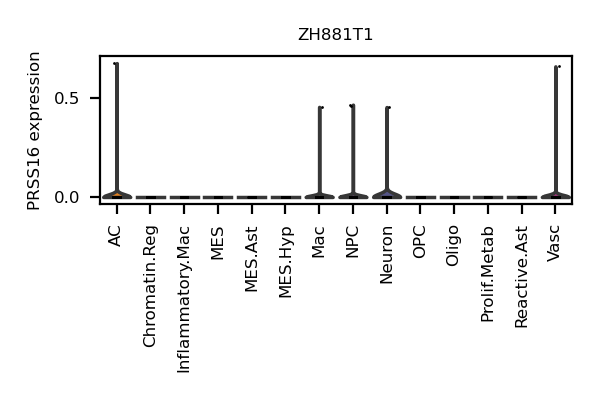 ZH881T1
PRSS16 expression
0.5
0.0
AC
Chromatin.Reg
Inflammatory.Mac
MES
MES.Ast
MES.Hyp
Mac
NPC
Neuron
OPC
Oligo
Prolif.Metab
Reactive.Ast
Vasc